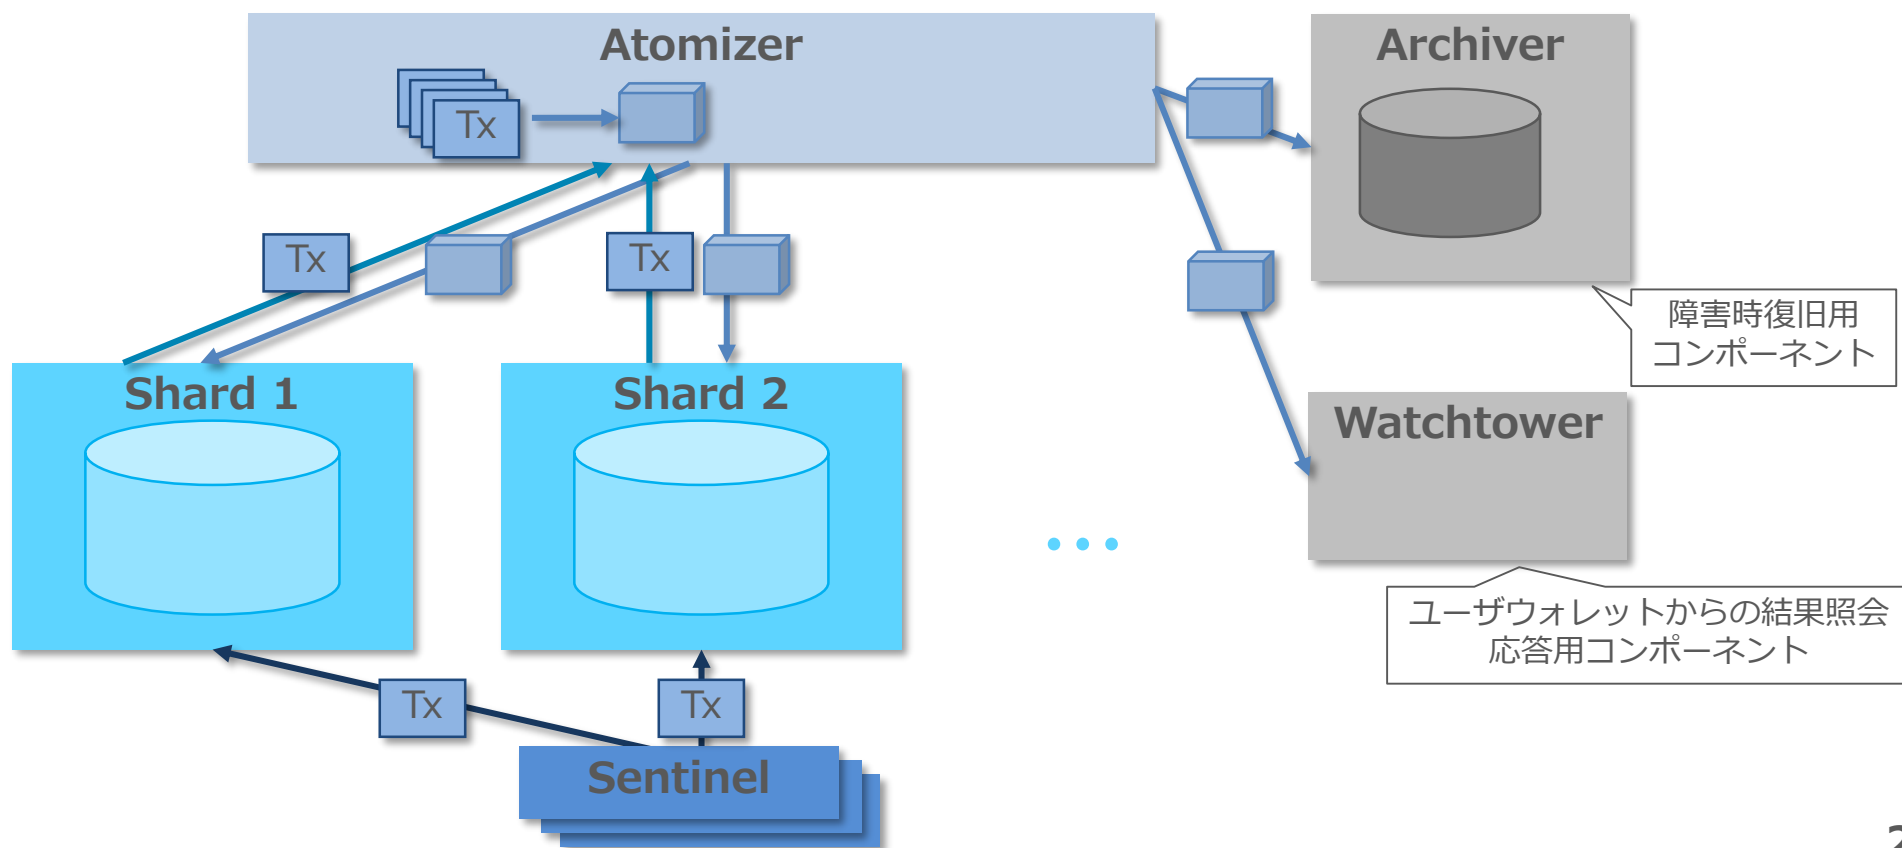 Atomizer
Archiver
Tx
Tx
Tx
障害時復旧用
コンポーネント
Shard 1
Shard 2
Watchtower
...
ユーザウォレットからの結果照会
応答用コンポーネント
Tx
Tx
Sentinel